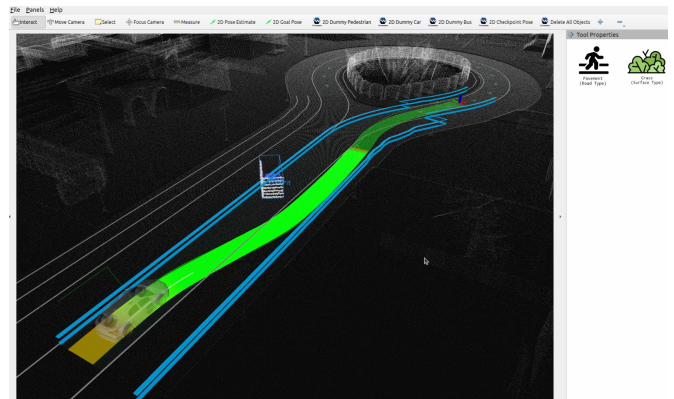 File Panels Help
Interact Move Camera Select Focus Camera Measure 2D Pose Estimate 2D Goal Pose 2D Dummy Pedestrian 2D Dummy Car 2D Dummy Bus 2D Checkpoint Pose Delete All Objects
Tool Properties
Pavement Grass
(Road Type) (Surface Type)